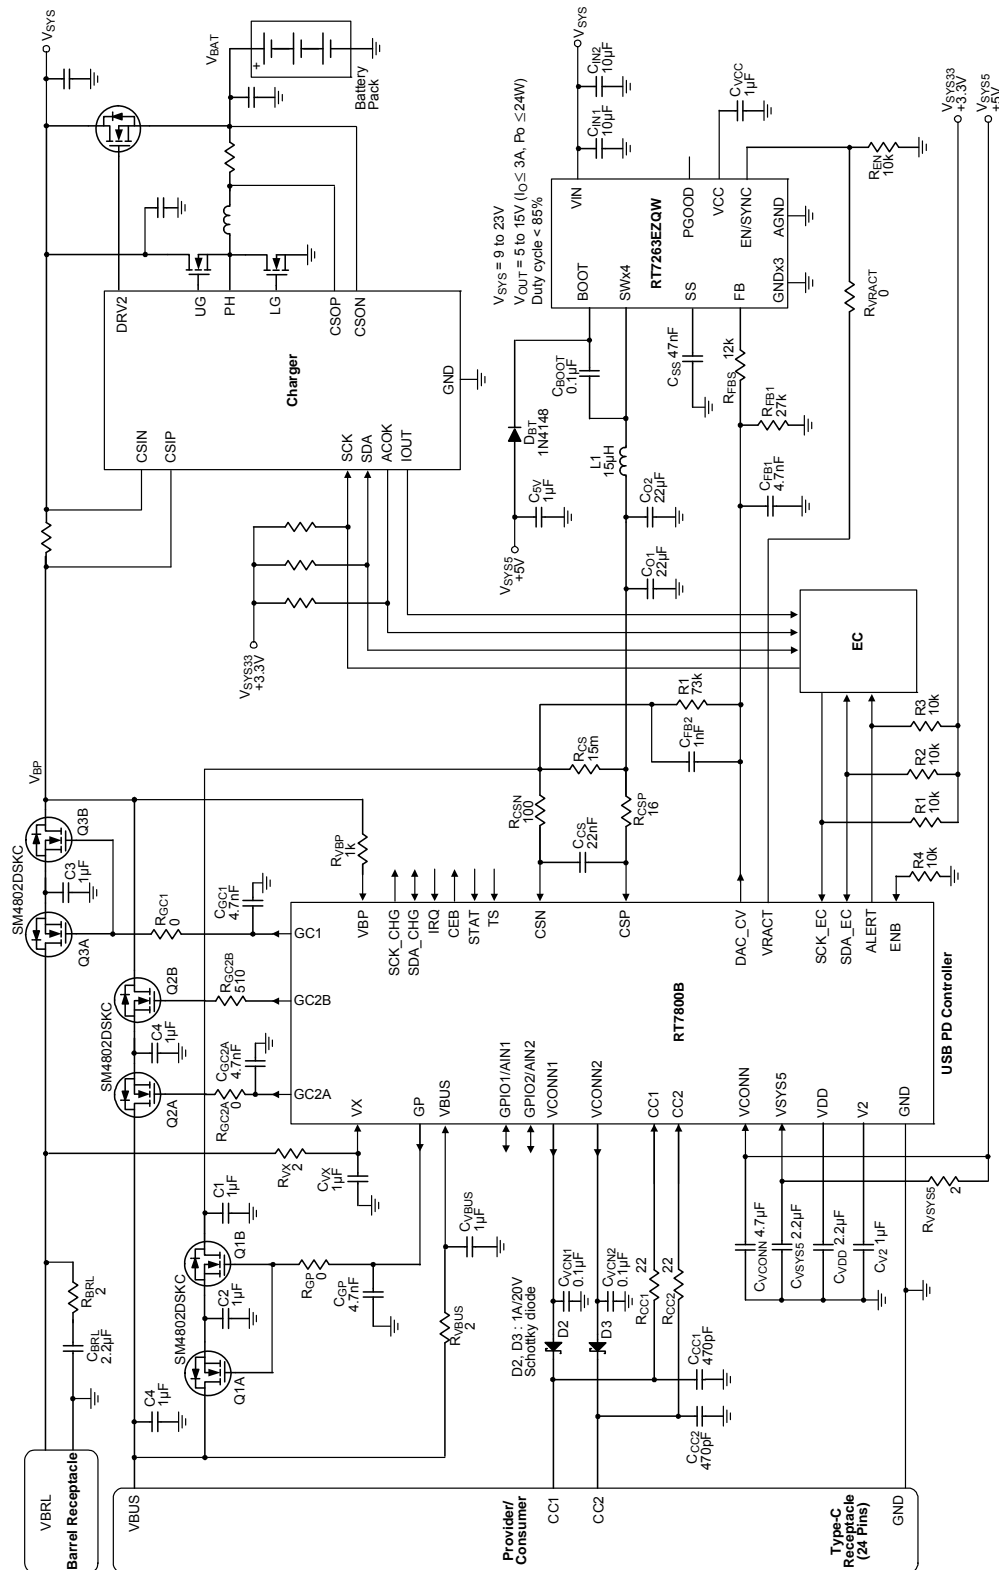 VBRL
Barrel Receptacle
VBUS
Provider/
Consumer
CC1
CC2
Type-C
Receptacle
(24 Pins)
GND
CBRL
2.2µF
RBRL
2
C4
1µF
SM4802DSKC
Q1A
C2
1µF
Q1B
C1
1µF
RGP
0
CGP
4.7nF
RVBUS
2
CVBUS
1µF
RVX
2
CVX
1µF
D2, D3 : 1A/20V
Schottky diode
D2
CVCN1
0.1µF
D3
CVCN2
0.1µF
RCC1
22
RCC2
22
CCC1
470pF
CCC2
470pF
CVCONN 4.7µF
CVSYS5 2.2µF
CVDD 2.2µF
CV2 1µF
RVSYS5
2
SM4802DSKC
Q2A
C4
1µF
Q2B
RGC2A
0
CGC2A
4.7nF
RGC2B
510
SM4802DSKC
Q3A
C3
1µF
Q3B
RGC1
0
CGC1
4.7nF
VBP
RVBP
1k
GC2A
GC2B
GC1
VX
GP
VBUS
GPIO1/AIN1
GPIO2/AIN2
VCONN1
VCONN2
CC1
CC2
VCONN
VSYS5
VDD
V2
GND
RT7800B
USB PD Controller
VBP
SCK_CHG
SDA_CHG
IRQ
CEB
STAT
TS
CSN
CSP
DAC_CV
VRACT
SCK_EC
SDA_EC
ALERT
ENB
RCSN
100
CCS
22nF
RCSP
16
RCS
15m
CFB2
1nF
R1
73k
R4
10k
R1
10k
R2
10k
R3
10k
EC
VSYS33
+3.3V
CSIN
CSIP
SCK
SDA
ACOK
IOUT
Charger
GND
DRV2
UG
PH
LG
CSOP
CSON
VSYS
VBAT
+
Battery
Pack
VSYS5
+5V
C5V
1µF
DBT
1N4148
CBOOT
0.1µF
L1
15µH
CO1
22µF
CO2
22µF
CSS 47nF
RFBS
12k
RFB1
27k
CFB1
4.7nF
RVRACT
0
VSYS = 9 to 23V
VOUT = 5 to 15V (IO ≤ 3A, Po ≤24W)
Duty cycle < 85%
BOOT
SWx4
SS
FB
RT7263EZQW
VIN
PGOOD
VCC
EN/SYNC
GNDx3
AGND
CIN1
10µF
CIN2
10µF
VSYS
CVCC
1µF
REN
10k
VSYS33
+3.3V
VSYS5
+5V